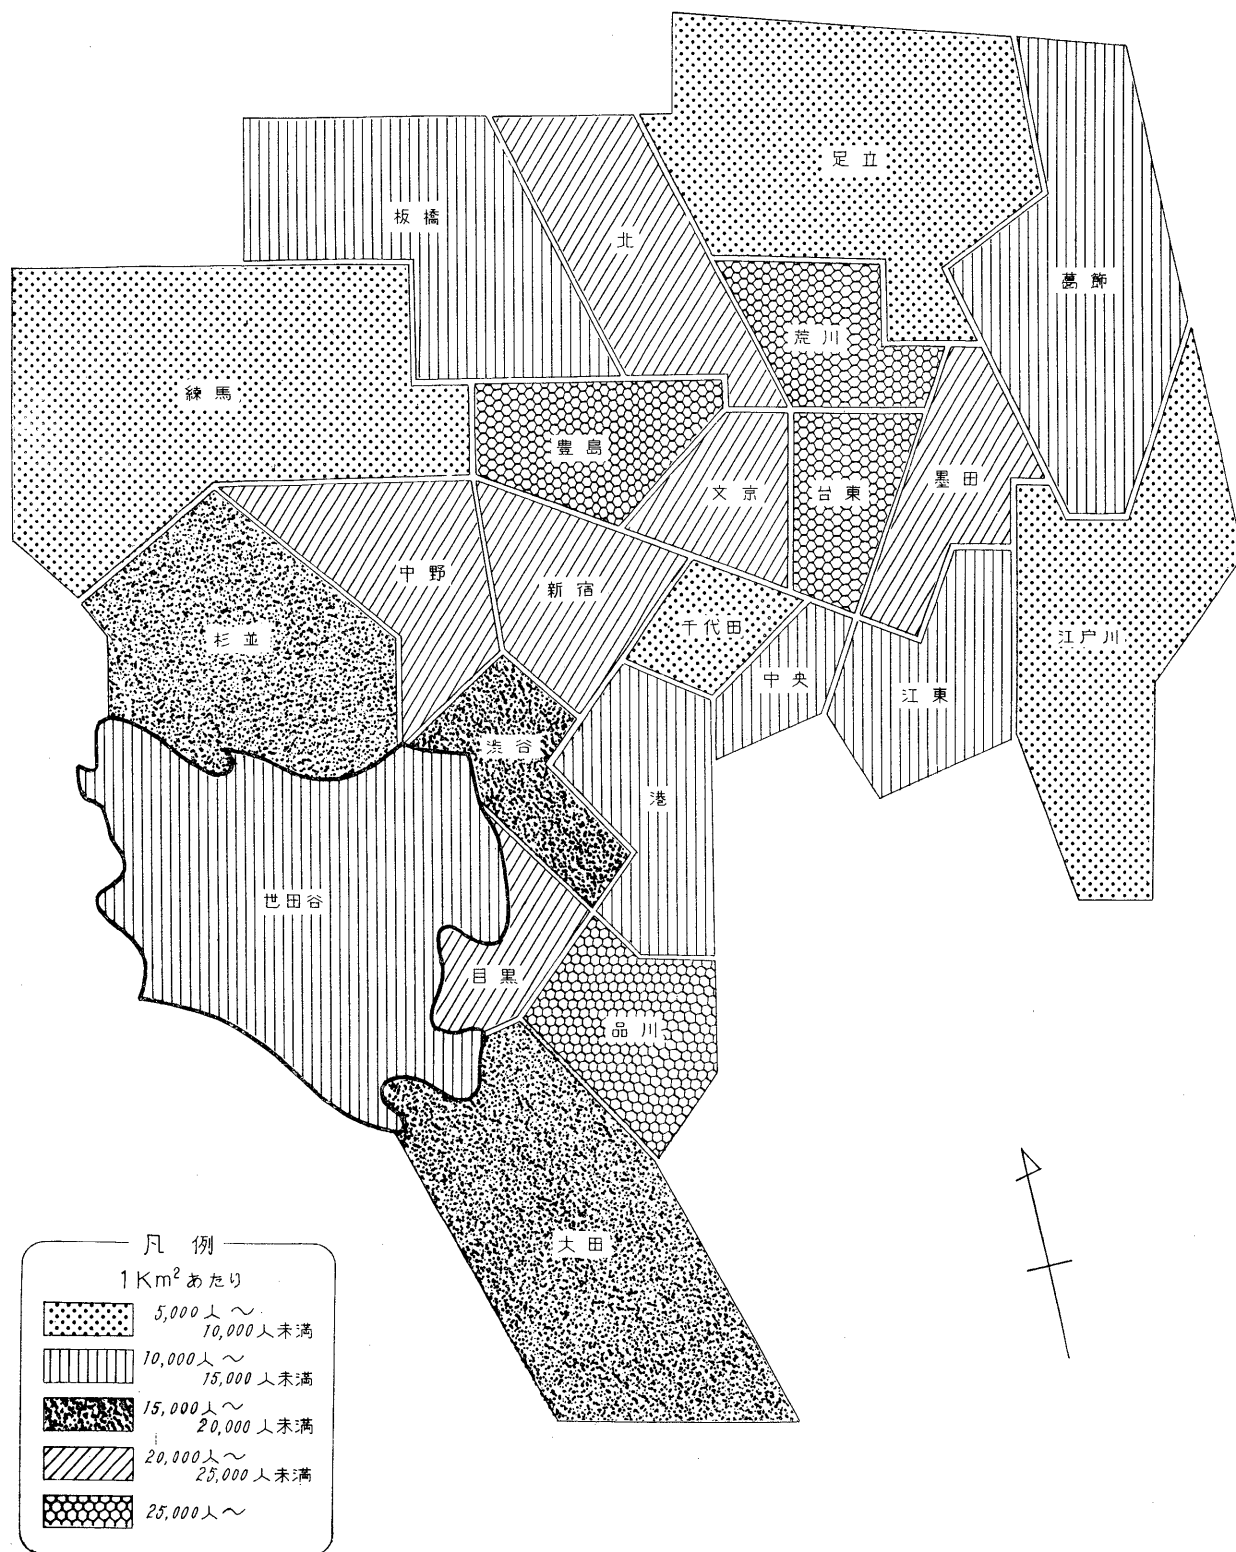 足立
板橋
北
葛飾
荒川
練馬
豊島
文京
台東
墨田
中野
新宿
千代田
江戸川
杉並
中央
江東
渋谷
港
世田谷
目黒
品川
大田
凡例
1Km²あたり
5,000人〜
10,000人未満
10,000人〜
15,000人未満
15,000人〜
20,000人未満
20,000人〜
25,000人未満
25,000人〜